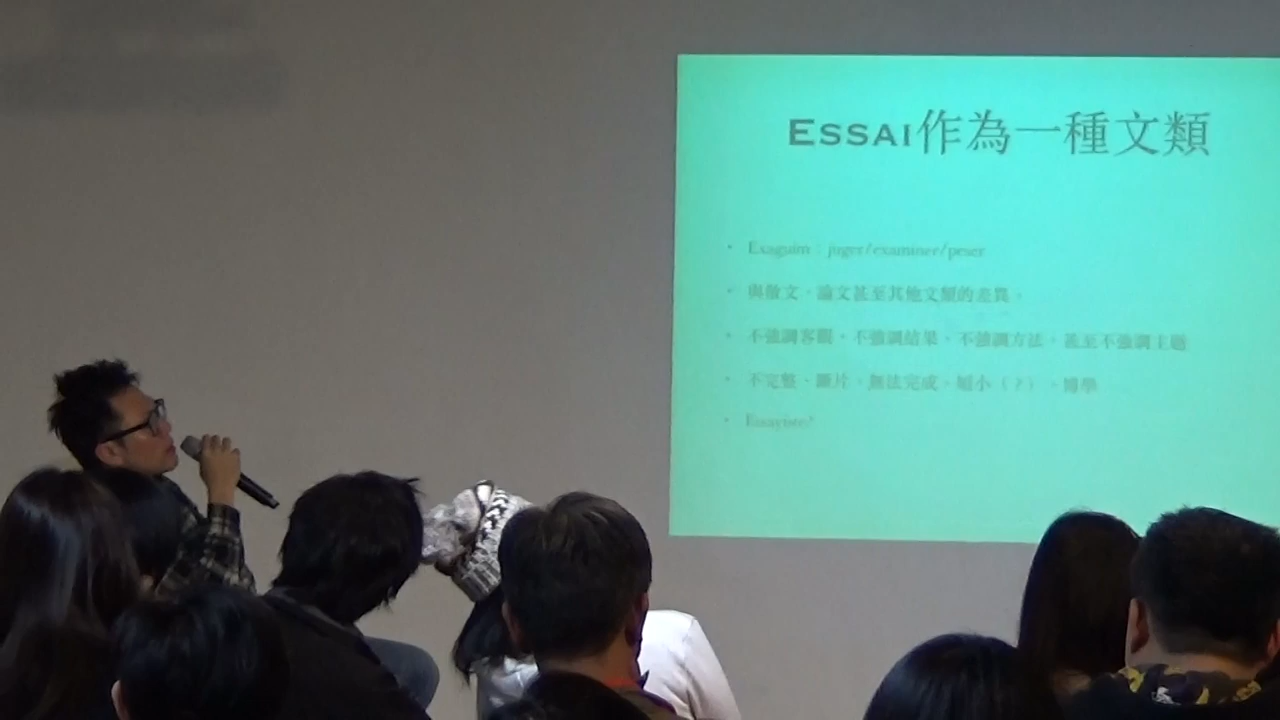 ESSAI作為一種文類
• Exaguim：juger/examiner/peser
• 與散文、論文甚至其他文類的差異。
• 不強調客觀、不強調結果、不強調方法、甚至不強調主題
• 不完整、斷片、無法完成、短小（？）、博學
• Essayiste?